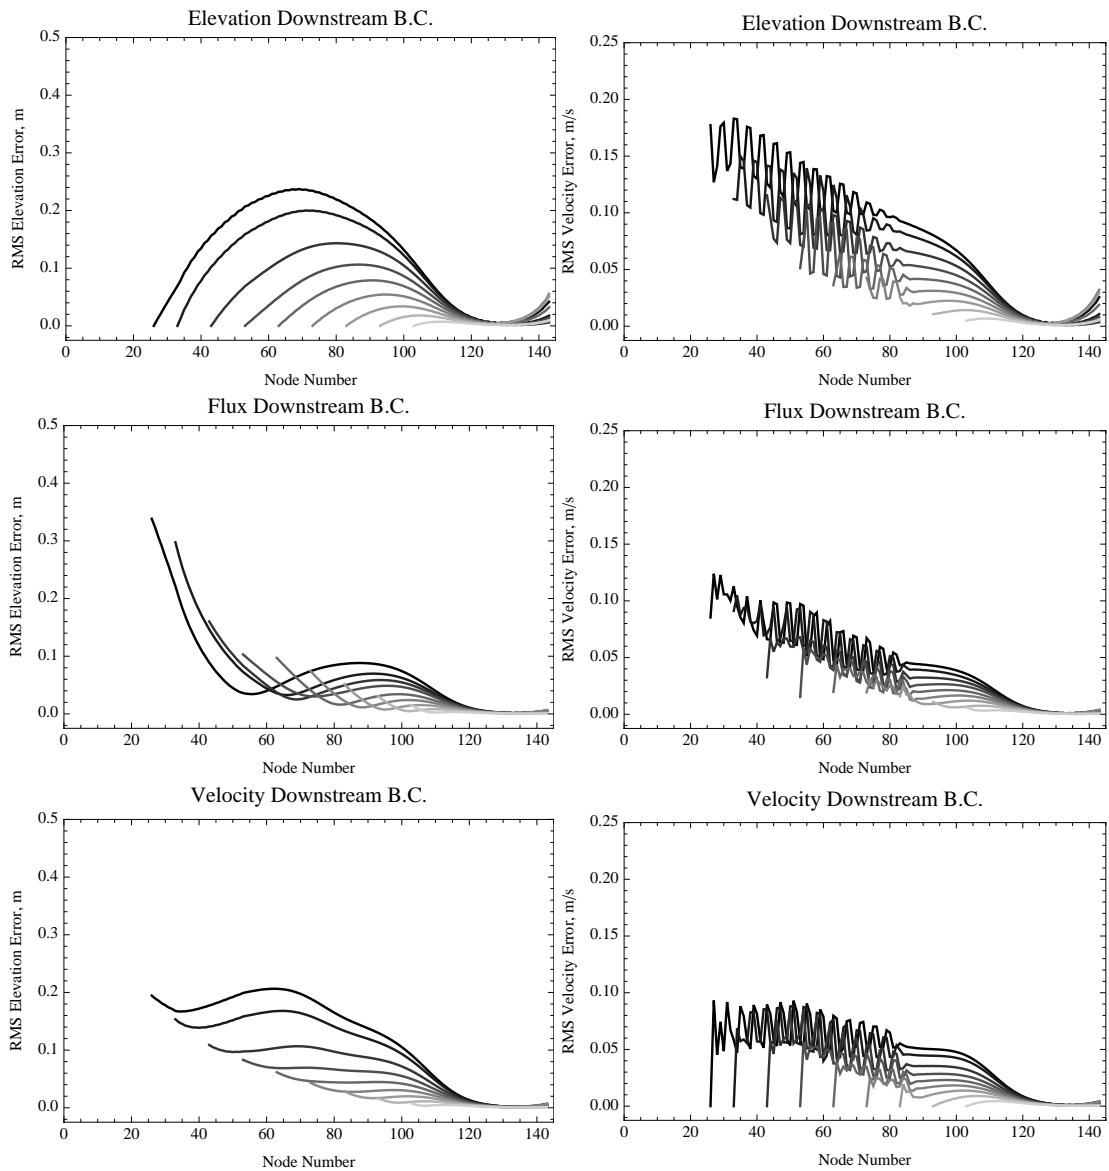 Elevation Downstream B.C.
0.5
0.4
0.3
0.2
0.1
0.0
RMS Elevation Error, m
0 20 40 60 80 100 120 140
Node Number
Elevation Downstream B.C.
0.25
0.20
0.15
0.10
0.05
0.00
RMS Velocity Error, m/s
0 20 40 60 80 100 120 140
Node Number
Flux Downstream B.C.
0.5
0.4
0.3
0.2
0.1
0.0
RMS Elevation Error, m
0 20 40 60 80 100 120 140
Node Number
Flux Downstream B.C.
0.25
0.20
0.15
0.10
0.05
0.00
RMS Velocity Error, m/s
0 20 40 60 80 100 120 140
Node Number
Velocity Downstream B.C.
0.5
0.4
0.3
0.2
0.1
0.0
RMS Elevation Error, m
0 20 40 60 80 100 120 140
Node Number
Velocity Downstream B.C.
0.25
0.20
0.15
0.10
0.05
0.00
RMS Velocity Error, m/s
0 20 40 60 80 100 120 140
Node Number